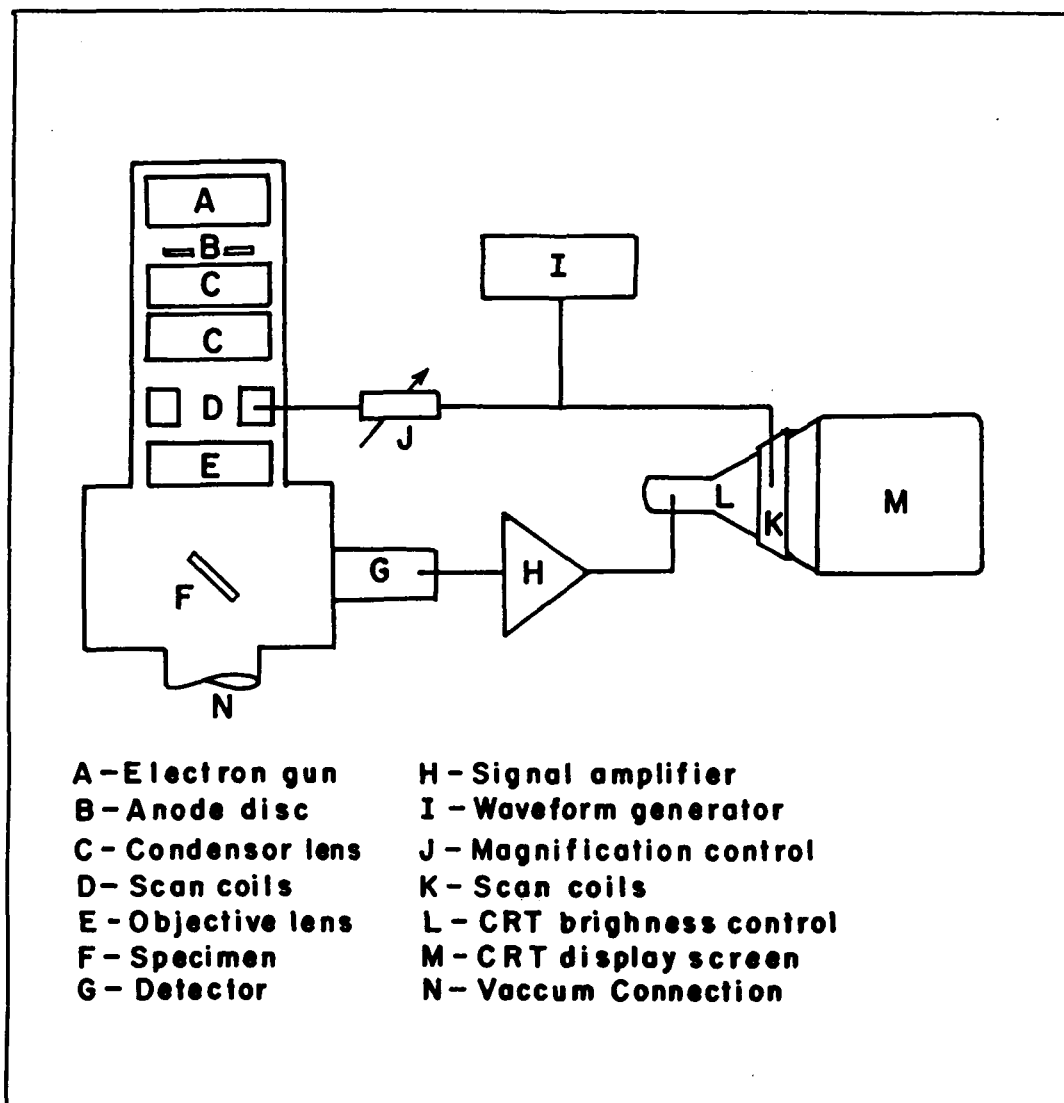 A
B
C
C
D
E
F
G
H
I
J
K
L
M
N
A-Electron gun
B-Anode disc
C-Condensor lens
D-Scan coils
E-Objective lens
F-Specimen
G-Detector
H-Signal amplifier
I-Waveform generator
J-Magnification control
K-Scan coils
L-CRT brighness control
M-CRT display screen
N-Vaccum Connection